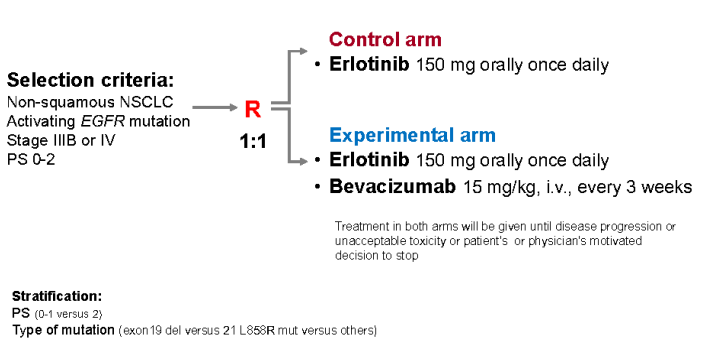 Selection criteria:
Non-squamous NSCLC
Activating EGFR mutation
Stage IIIB or IV
PS 0-2
R
1:1
Control arm
• Erlotinib 150 mg orally once daily
Experimental arm
• Erlotinib 150 mg orally once daily
• Bevacizumab 15 mg/kg, i.v., every 3 weeks
Treatment in both arms will be given until disease progression or
unacceptable toxicity or patient's or physician's motivated
decision to stop
Stratification:
PS (0-1 versus 2)
Type of mutation (exon19 del versus 21 L858R mut versus others)